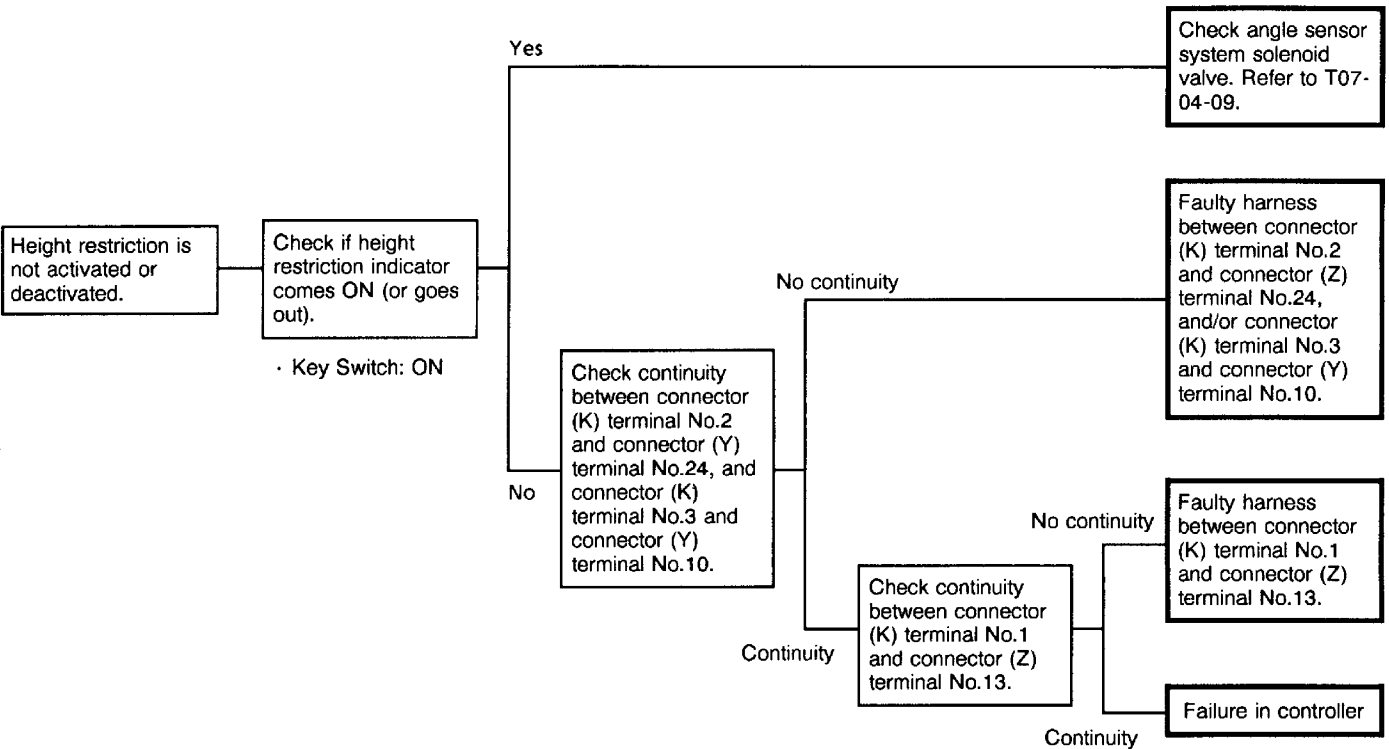 Height restriction is
not activated or
deactivated.
Check if height
restriction indicator
comes ON (or goes
out).
· Key Switch: ON
Yes
Check angle sensor
system solenoid
valve. Refer to T07-
04-09.
No
Check continuity
between connector
(K) terminal No.2
and connector (Y)
terminal No.24, and
connector (K)
terminal No.3 and
connector (Y)
terminal No.10.
No continuity
Faulty harness
between connector
(K) terminal No.2
and connector (Z)
terminal No.24,
and/or connector
(K) terminal No.3
and connector (Y)
terminal No.10.
Continuity
Check continuity
between connector
(K) terminal No.1
and connector (Z)
terminal No.13.
No continuity
Faulty harness
between connector
(K) terminal No.1
and connector (Z)
terminal No.13.
Continuity
Failure in controller